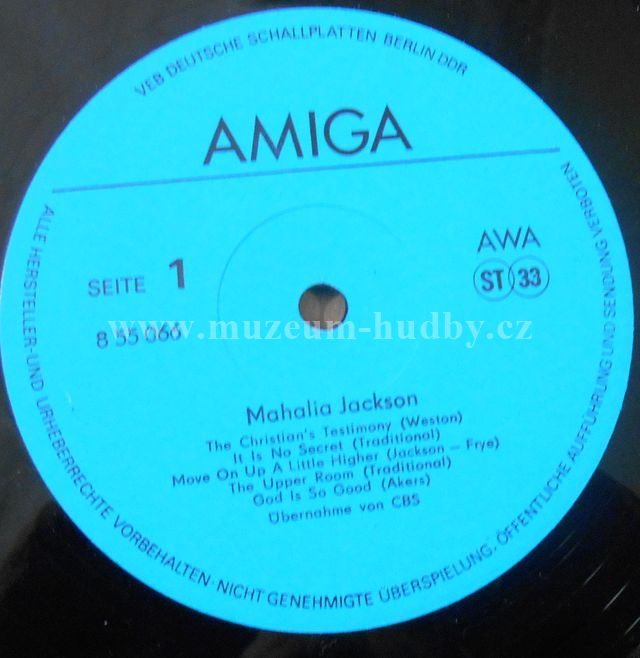 VEB DEUTSCHE SCHALLPLATTEN BERLIN DDR
AMIGA
SEITE 1
AWA
ST 33
8 55 066
www.muzeum-hudby.cz
Mahalia Jackson
The Christian's Testimony (Weston)
It Is No Secret (Traditional)
Move On Up A Little Higher (Jackson – Frye)
The Upper Room (Traditional)
God Is So Good (Akers)
Übernahme von CBS
ALLE HERSTELLER-UND URHEBERRECHTE VORBEHALTEN·NICHT GENEHMIGTE ÜBERSPIELUNG. ÖFFENTLICHE AUFFÜHRUNG UND SENDUNG VERBOTEN